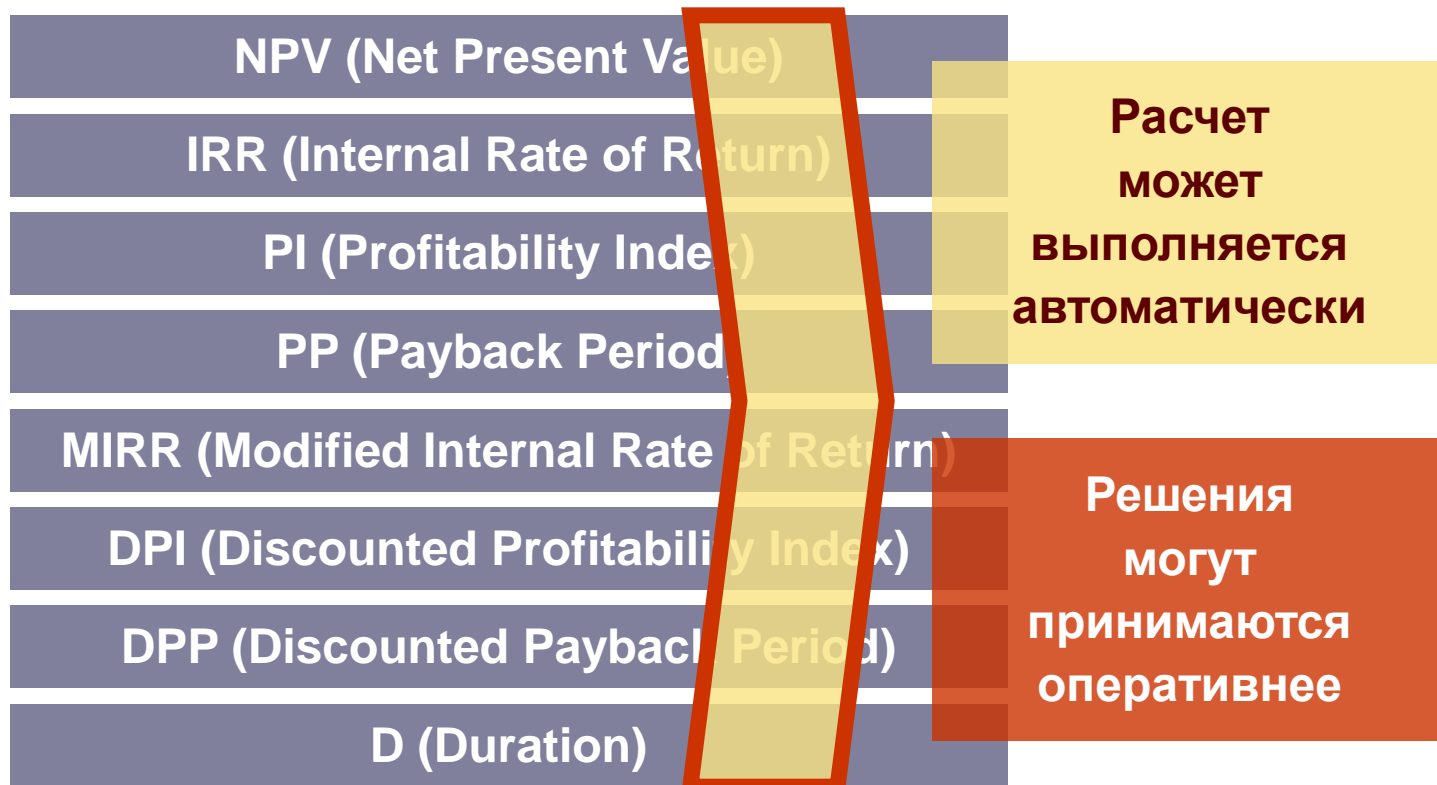 NPV (Net Present Value)
IRR (Internal Rate of Return)
PI (Profitability Index)
PP (Payback Period)
MIRR (Modified Internal Rate of Return)
DPI (Discounted Profitability Index)
DPP (Discounted Payback Period)
D (Duration)
Расчет
может
выполняется
автоматически
Решения
могут
принимаются
оперативнее